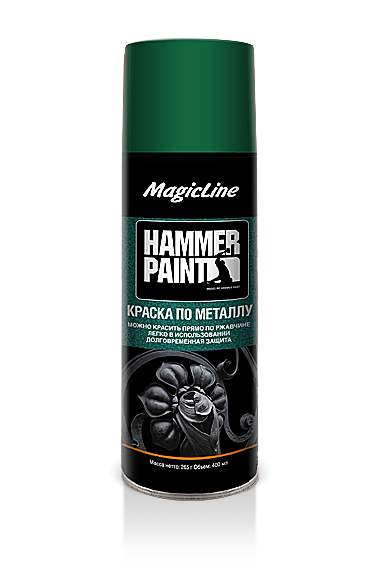 MagicLine
HAMMER
PAINT
КРАСКА ПО МЕТАЛЛУ
МОЖНО КРАСИТЬ ПРЯМО ПО РЖАВЧИНЕ
ЛЕГКО В ИСПОЛЬЗОВАНИИ
ДОЛГОВРЕМЕННАЯ ЗАЩИТА
Масса нетто: 265 г Объем: 400 мл